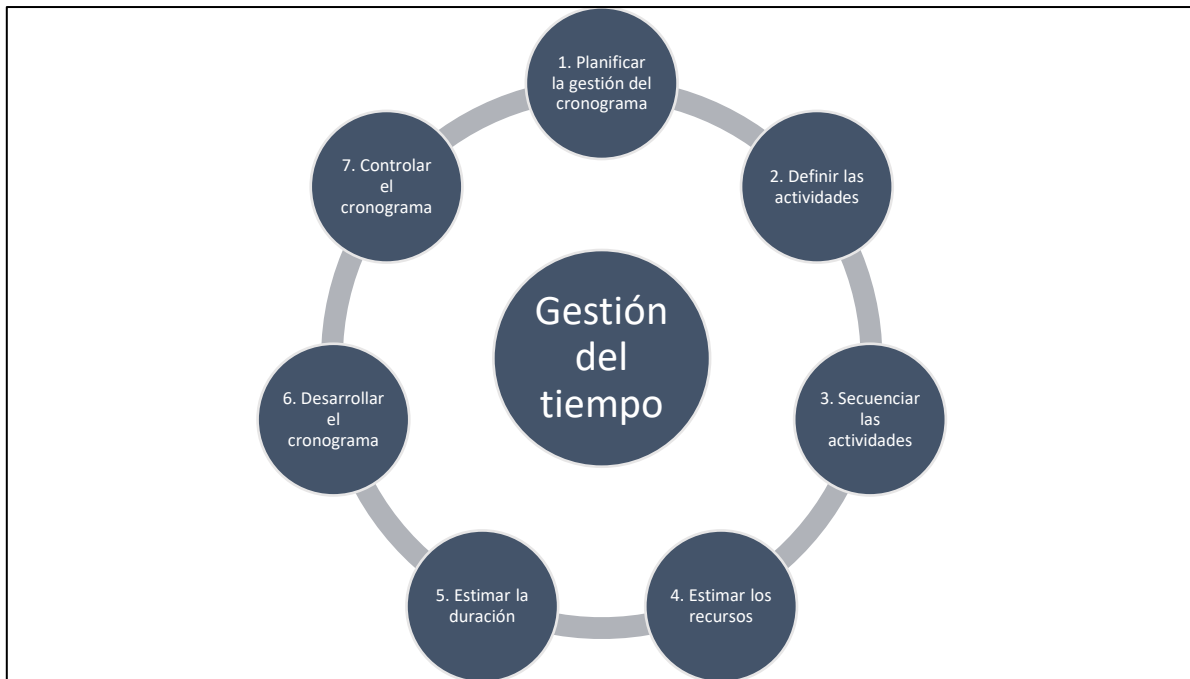 1. Planificar
la gestión del
cronograma
2. Definir las
actividades
3. Secuenciar
las
actividades
4. Estimar los
recursos
5. Estimar la
duración
6. Desarrollar
el
cronograma
7. Controlar
el
cronograma
Gestión
del
tiempo